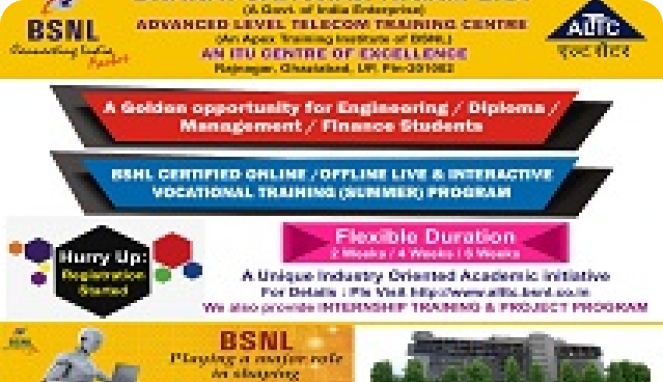 (A Govt. of India Enterprise)
ADVANCED LEVEL TELECOM TRAINING CENTRE
(An Apex Training Institute of BSNL)
AN ITU CENTRE OF EXCELLENCE
Rajnagar, Ghaziabad, UP, Pin-201002
BSNL
Connecting India
Faster
ALTTC
एल्ट सेंटर
A Golden opportunity for Engineering / Diploma /
Management / Finance Students
BSNL CERTIFIED ONLINE /OFFLINE LIVE & INTERACTIVE
VOCATIONAL TRAINING (SUMMER) PROGRAM
Hurry Up:
Registration
Started
Flexible Duration
2 Weeks / 4 Weeks / 6 Weeks
A Unique Industry Oriented Academic initiative
For Details : Pls Visit http://www.alttc.bsnl.co.in
We also provide INTERNSHIP TRAINING & PROJECT PROGRAM
BSNL
BSNL
Playing a major role
in shaping